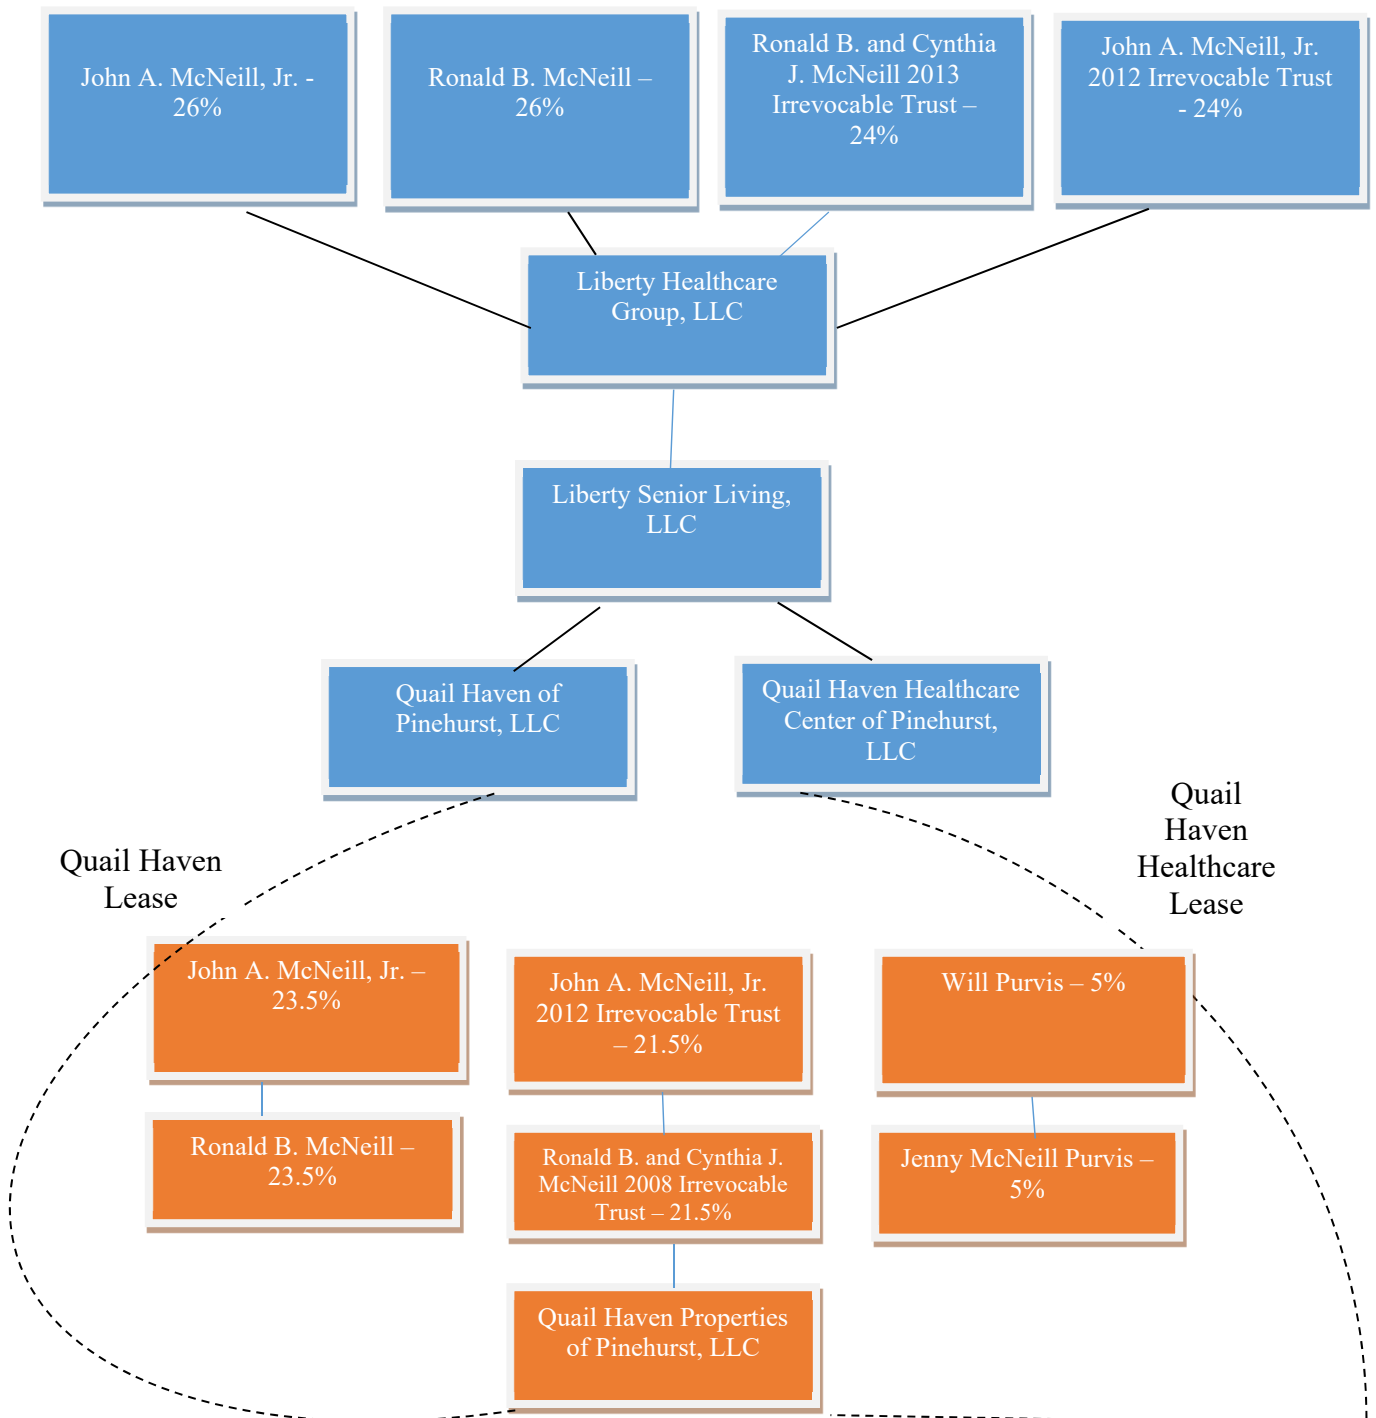 John A. McNeill, Jr. -
26%
Ronald B. McNeill –
26%
Ronald B. and Cynthia
J. McNeill 2013
Irrevocable Trust –
24%
John A. McNeill, Jr.
2012 Irrevocable Trust
- 24%
Liberty Healthcare
Group, LLC
Liberty Senior Living,
LLC
Quail Haven of
Pinehurst, LLC
Quail Haven Healthcare
Center of Pinehurst,
LLC
Quail Haven
Lease
Quail
Haven
Healthcare
Lease
John A. McNeill, Jr. –
23.5%
John A. McNeill, Jr.
2012 Irrevocable Trust
– 21.5%
Will Purvis – 5%
Ronald B. McNeill –
23.5%
Ronald B. and Cynthia J.
McNeill 2008 Irrevocable
Trust – 21.5%
Jenny McNeill Purvis –
5%
Quail Haven Properties
of Pinehurst, LLC